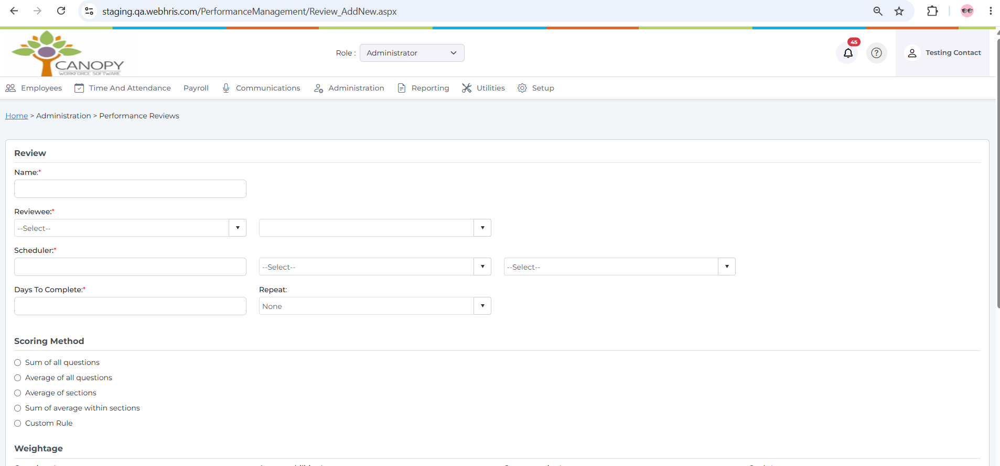 staging.qa.webhris.com/PerformanceManagement/Review_AddNew.aspx
CANOPY
WORKFORCE SOFTWARE
Role : Administrator
45
Testing Contact
Employees Time And Attendance Payroll Communications Administration Reporting Utilities Setup
Home > Administration > Performance Reviews
Review
Name:*
Reviewee:*
--Select--
Scheduler:*
--Select-- --Select--
Days To Complete:* Repeat:
None
Scoring Method
Sum of all questions
Average of all questions
Average of sections
Sum of average within sections
Custom Rule
Weightage